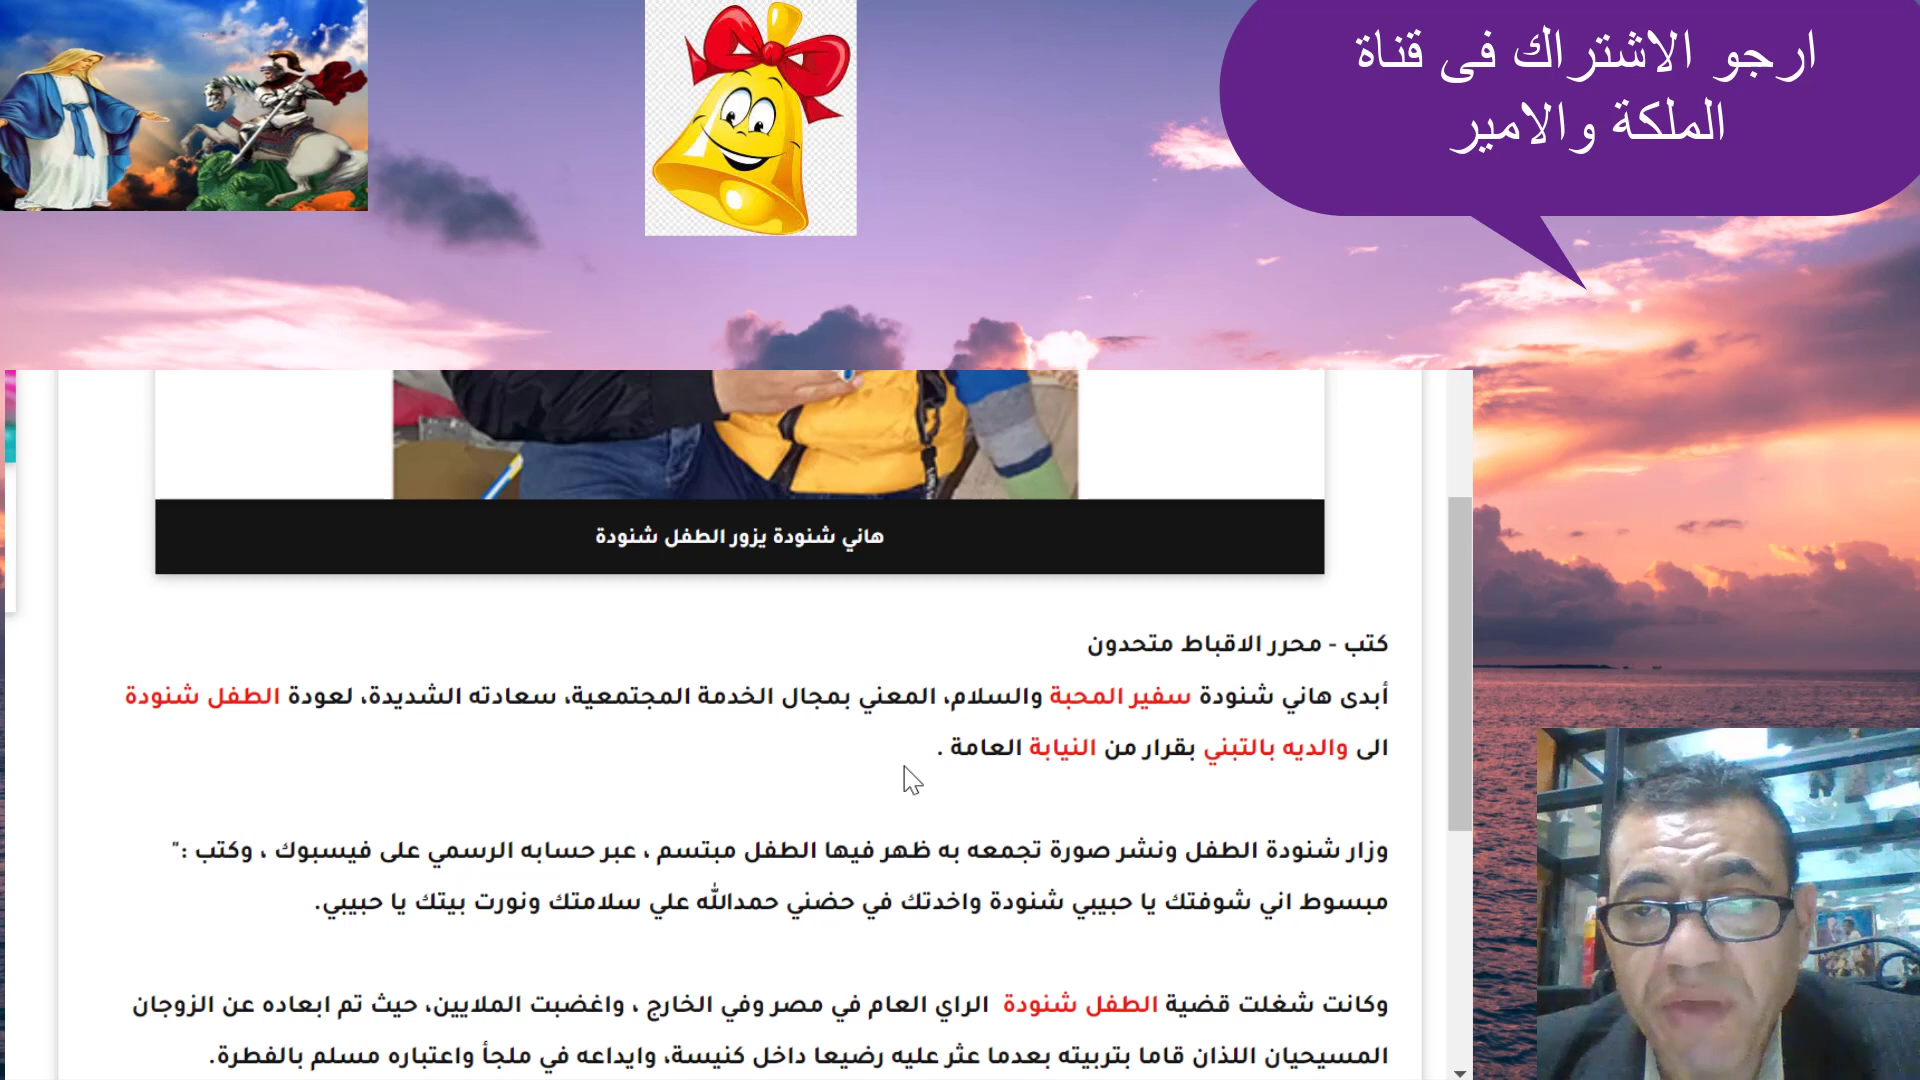 ارجو الاشتراك فى قناة
الملكة والامير
هاني شنودة يزور الطفل شنودة
كتب - محرر الاقباط متحدون
أبدى هاني شنودة سفير المحبة والسلام، المعني بمجال الخدمة المجتمعية، سعادته الشديدة، لعودة الطفل شنودة
الى والديه بالتبني بقرار من النيابة العامة .
وزار شنودة الطفل ونشر صورة تجمعه به ظهر فيها الطفل مبتسم ، عبر حسابه الرسمي على فيسبوك ، وكتب :"
مبسوط اني شوفتك يا حبيبي شنودة واخدتك في حضني حمدالله علي سلامتك ونورت بيتك يا حبيبي.
وكانت شغلت قضية الطفل شنودة الراي العام في مصر وفي الخارج ، واغضبت الملايين، حيث تم ابعاده عن الزوجان
المسيحيان اللذان قاما بتربيته بعدما عثر عليه رضيعا داخل كنيسة، وايداعه في ملجأ واعتباره مسلم بالفطرة.